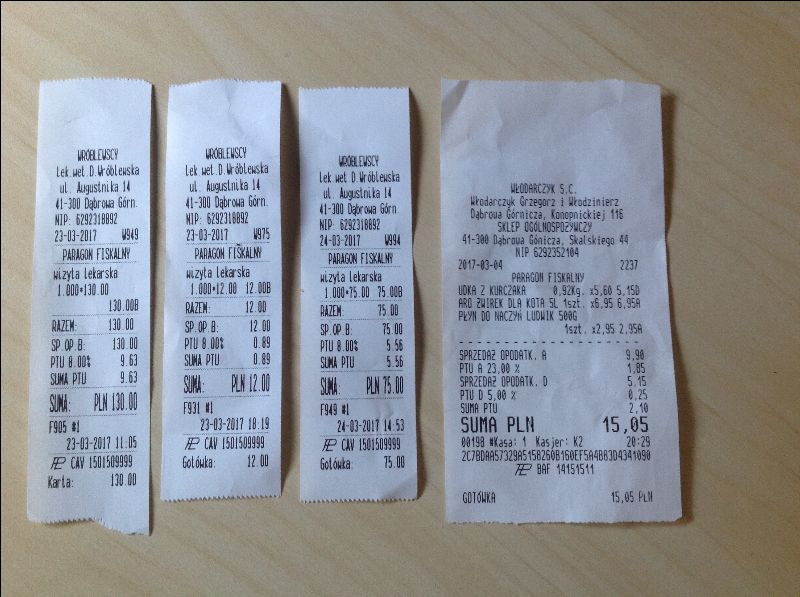 WRÓBLEWSCY
Lek.wet.D.Wróblewska
ul. Augustnika 14
41-300 Dąbrowa Górn.
NIP: 6292318892
23-03-2017 W949
PARAGON FISKALNY
wizyta lekarska
1.000*130.00
130.00B
RAZEM: 130.00
SP.OP.B: 130.00
PTU 8.00% 9.63
SUMA PTU 9.63
SUMA: PLN 130.00
F905 #1
23-03-2017 11:05
CAV 1501509999
Karta: 130.00
WRÓBLEWSCY
Lek.wet.D.Wróblewska
ul. Augustnika 14
41-300 Dąbrowa Górn.
NIP: 6292318892
23-03-2017 W975
PARAGON FISKALNY
wizyta lekarska
1.000*12.00 12.00B
RAZEM: 12.00
SP.OP.B: 12.00
PTU 8.00% 0.89
SUMA PTU 0.89
SUMA: PLN 12.00
F931 #1
23-03-2017 18:19
CAV 1501509999
Gotówka: 12.00
WRÓBLEWSCY
Lek.wet.D.Wróblewska
ul. Augustnika 14
41-300 Dąbrowa Górn.
NIP: 6292318892
24-03-2017 W994
PARAGON FISKALNY
wizyta lekarska
1.000*75.00 75.00B
RAZEM: 75.00
SP.OP.B: 75.00
PTU 8.00% 5.56
SUMA PTU 5.56
SUMA: PLN 75.00
F949 #1
24-03-2017 14:53
CAV 1501509999
Gotówka: 75.00
WŁODARCZYK S.C.
Włodarczyk Grzegorz i Włodzinierz
Dąbrowa Górnicza, Konopnickiej 116
SKLEP OGÓLNOSPOŻYWCZY
41-300 Dąbrowa Gónicza, Skalskiego 44
NIP 6292352104
2017-03-04 2237
PARAGON FISKALNY
UDKA Z KURCZAKA 0,92Kg. x5,60 5,15D
ARO ŻWIREK DLA KOTA 5L 1szt. x6,95 6,95A
PŁYN DO NACZYŃ LUDWIK 500G
1szt. x2,95 2,95A
SPRZEDAŻ OPODATK. A 9,90
PTU A 23,00 % 1,85
SPRZEDAŻ OPODATK. D 5,15
PTU D 5,00 % 0,25
SUMA PTU 2,10
SUMA PLN 15,05
00198 #Kasa: 1 Kasjer: K2 20:29
2C7BDAA57329A5158260B160EF5A4B83D4341090
BAF 14151511
GOTÓWKA 15,05 PLN